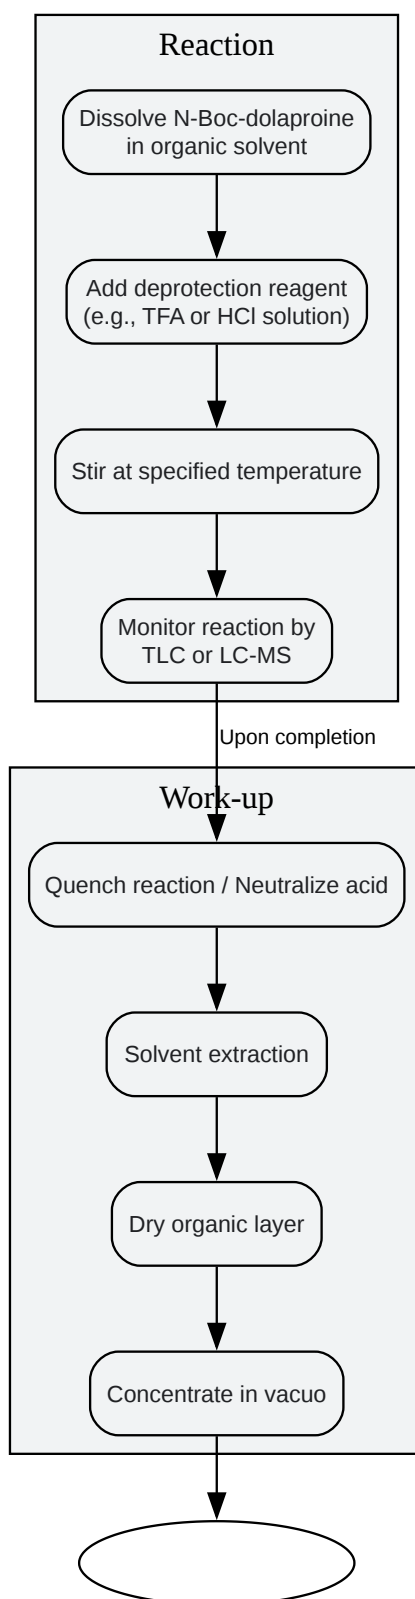 Reaction
Dissolve N-Boc-dolaproine
in organic solvent
Add deprotection reagent
(e.g., TFA or HCl solution)
Stir at specified temperature
Monitor reaction by
TLC or LC-MS
Upon completion
Work-up
Quench reaction / Neutralize acid
Solvent extraction
Dry organic layer
Concentrate in vacuo